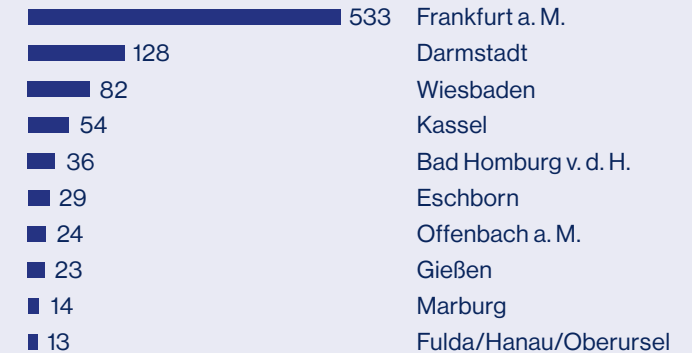 533 Frankfurt a. M.
128 Darmstadt
82 Wiesbaden
54 Kassel
36 Bad Homburg v. d. H.
29 Eschborn
24 Offenbach a. M.
23 Gießen
14 Marburg
13 Fulda/Hanau/Oberursel